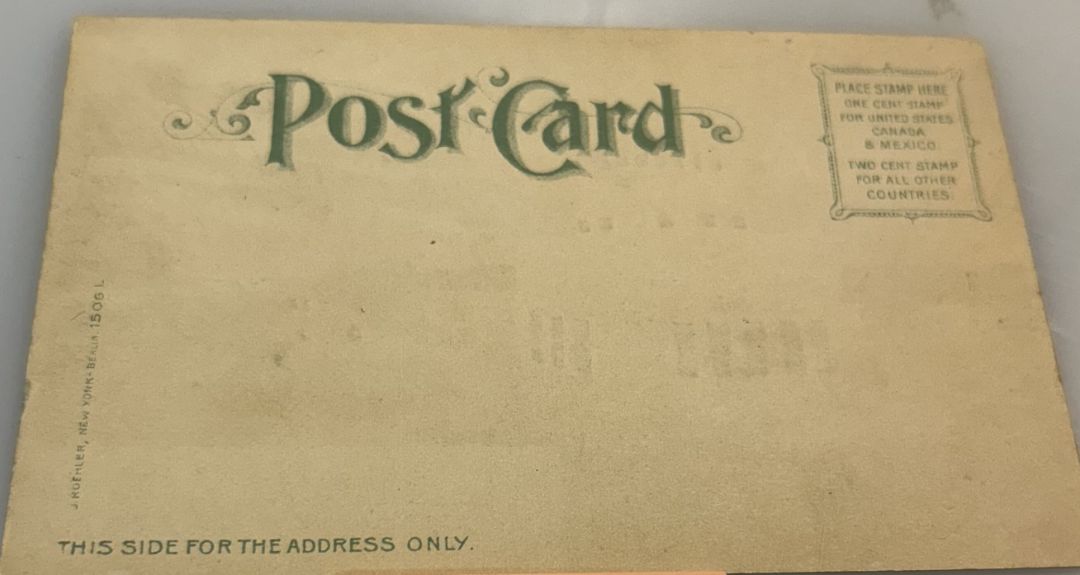 Post Card
PLACE STAMP HERE
ONE CENT STAMP
FOR UNITED STATES
CANADA
& MEXICO.
TWO CENT STAMP
FOR ALL OTHER
COUNTRIES.
J. KOEHLER, NEW YORK - BERLIN 1506 L
THIS SIDE FOR THE ADDRESS ONLY.